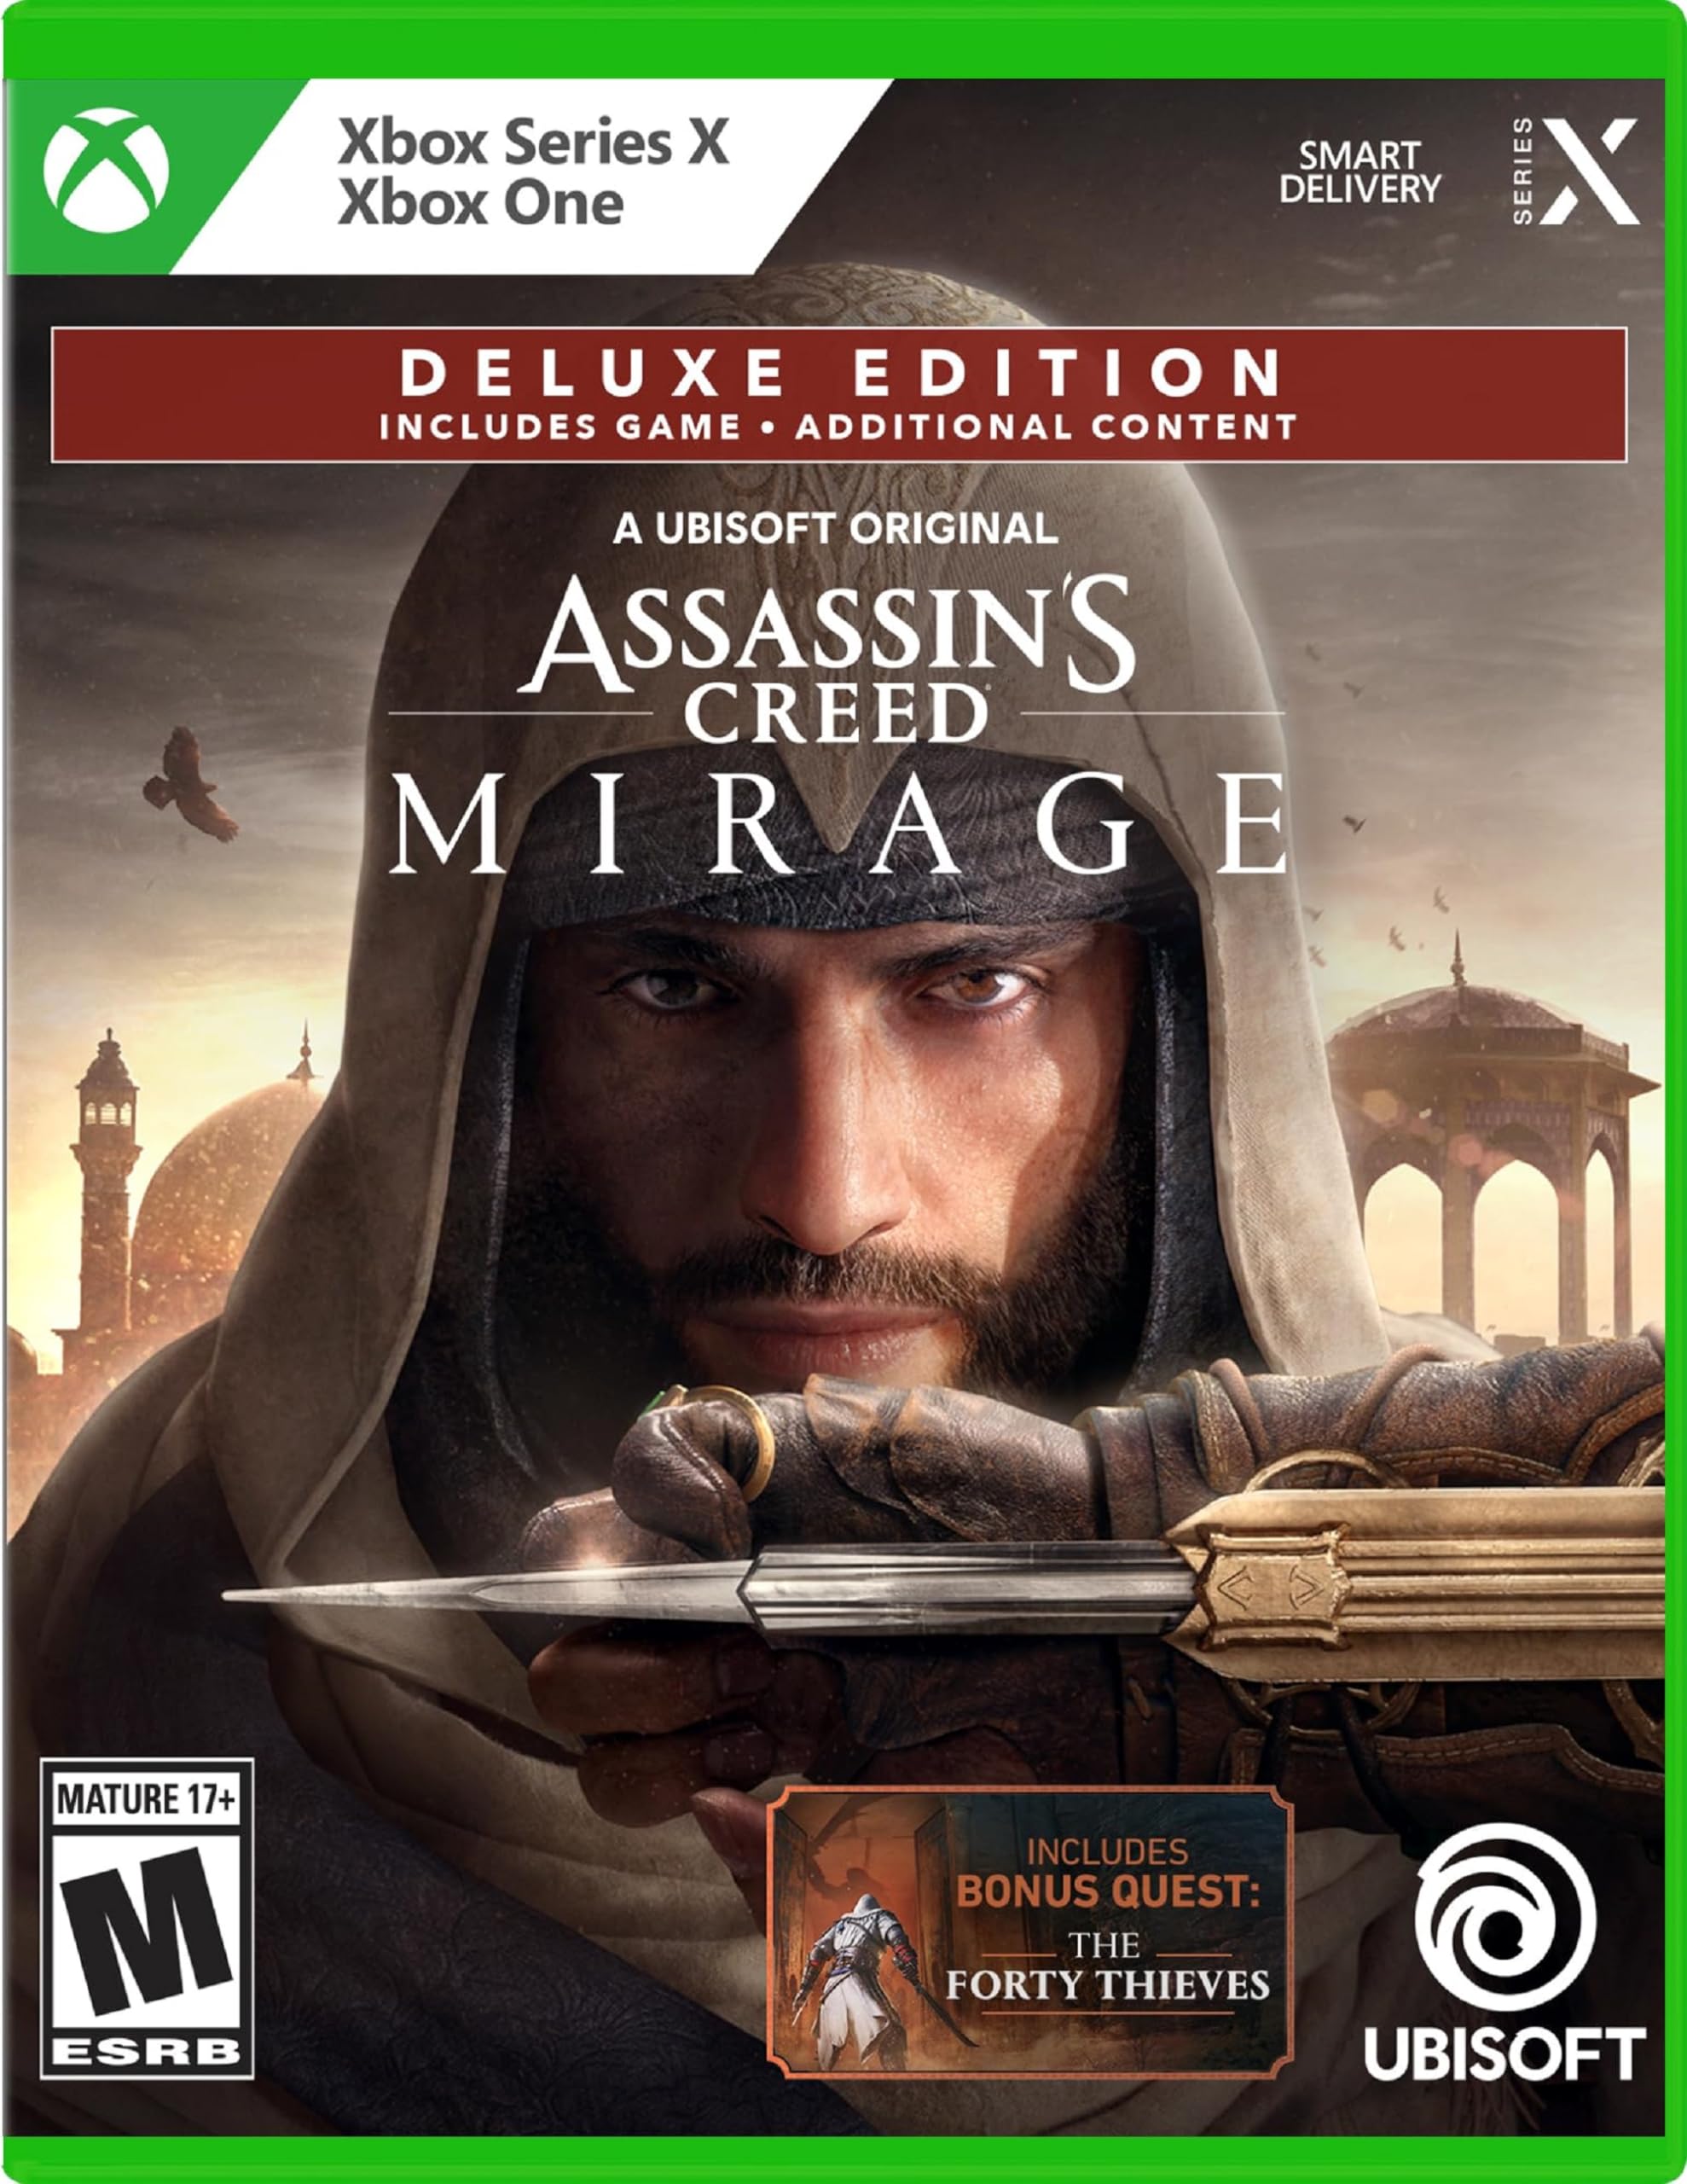 Xbox Series X
Xbox One
SMART
DELIVERY
SERIES
X
DELUXE EDITION
INCLUDES GAME • ADDITIONAL CONTENT
A UBISOFT ORIGINAL
ASSASSIN'S
CREED
MIRAGE
MATURE 17+
M
ESRB
INCLUDES
BONUS QUEST:
THE
FORTY THIEVES
UBISOFT